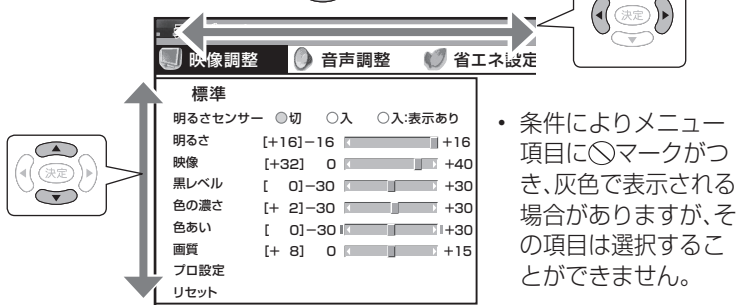 決定
映像調整 音声調整 省エネ設定
標準
明るさセンサー 切 入 入:表示あり
明るさ [+16] −16 +16
映像 [+32] 0 +40
黒レベル [ 0] −30 +30
色の濃さ [+ 2] −30 +30
色あい [ 0] −30 +30
画質 [+ 8] 0 +15
プロ設定
リセット
決定
• 条件によりメニュー
項目に🚫マークがつ
き、灰色で表示される
場合がありますが、そ
の項目は選択するこ
とができません。